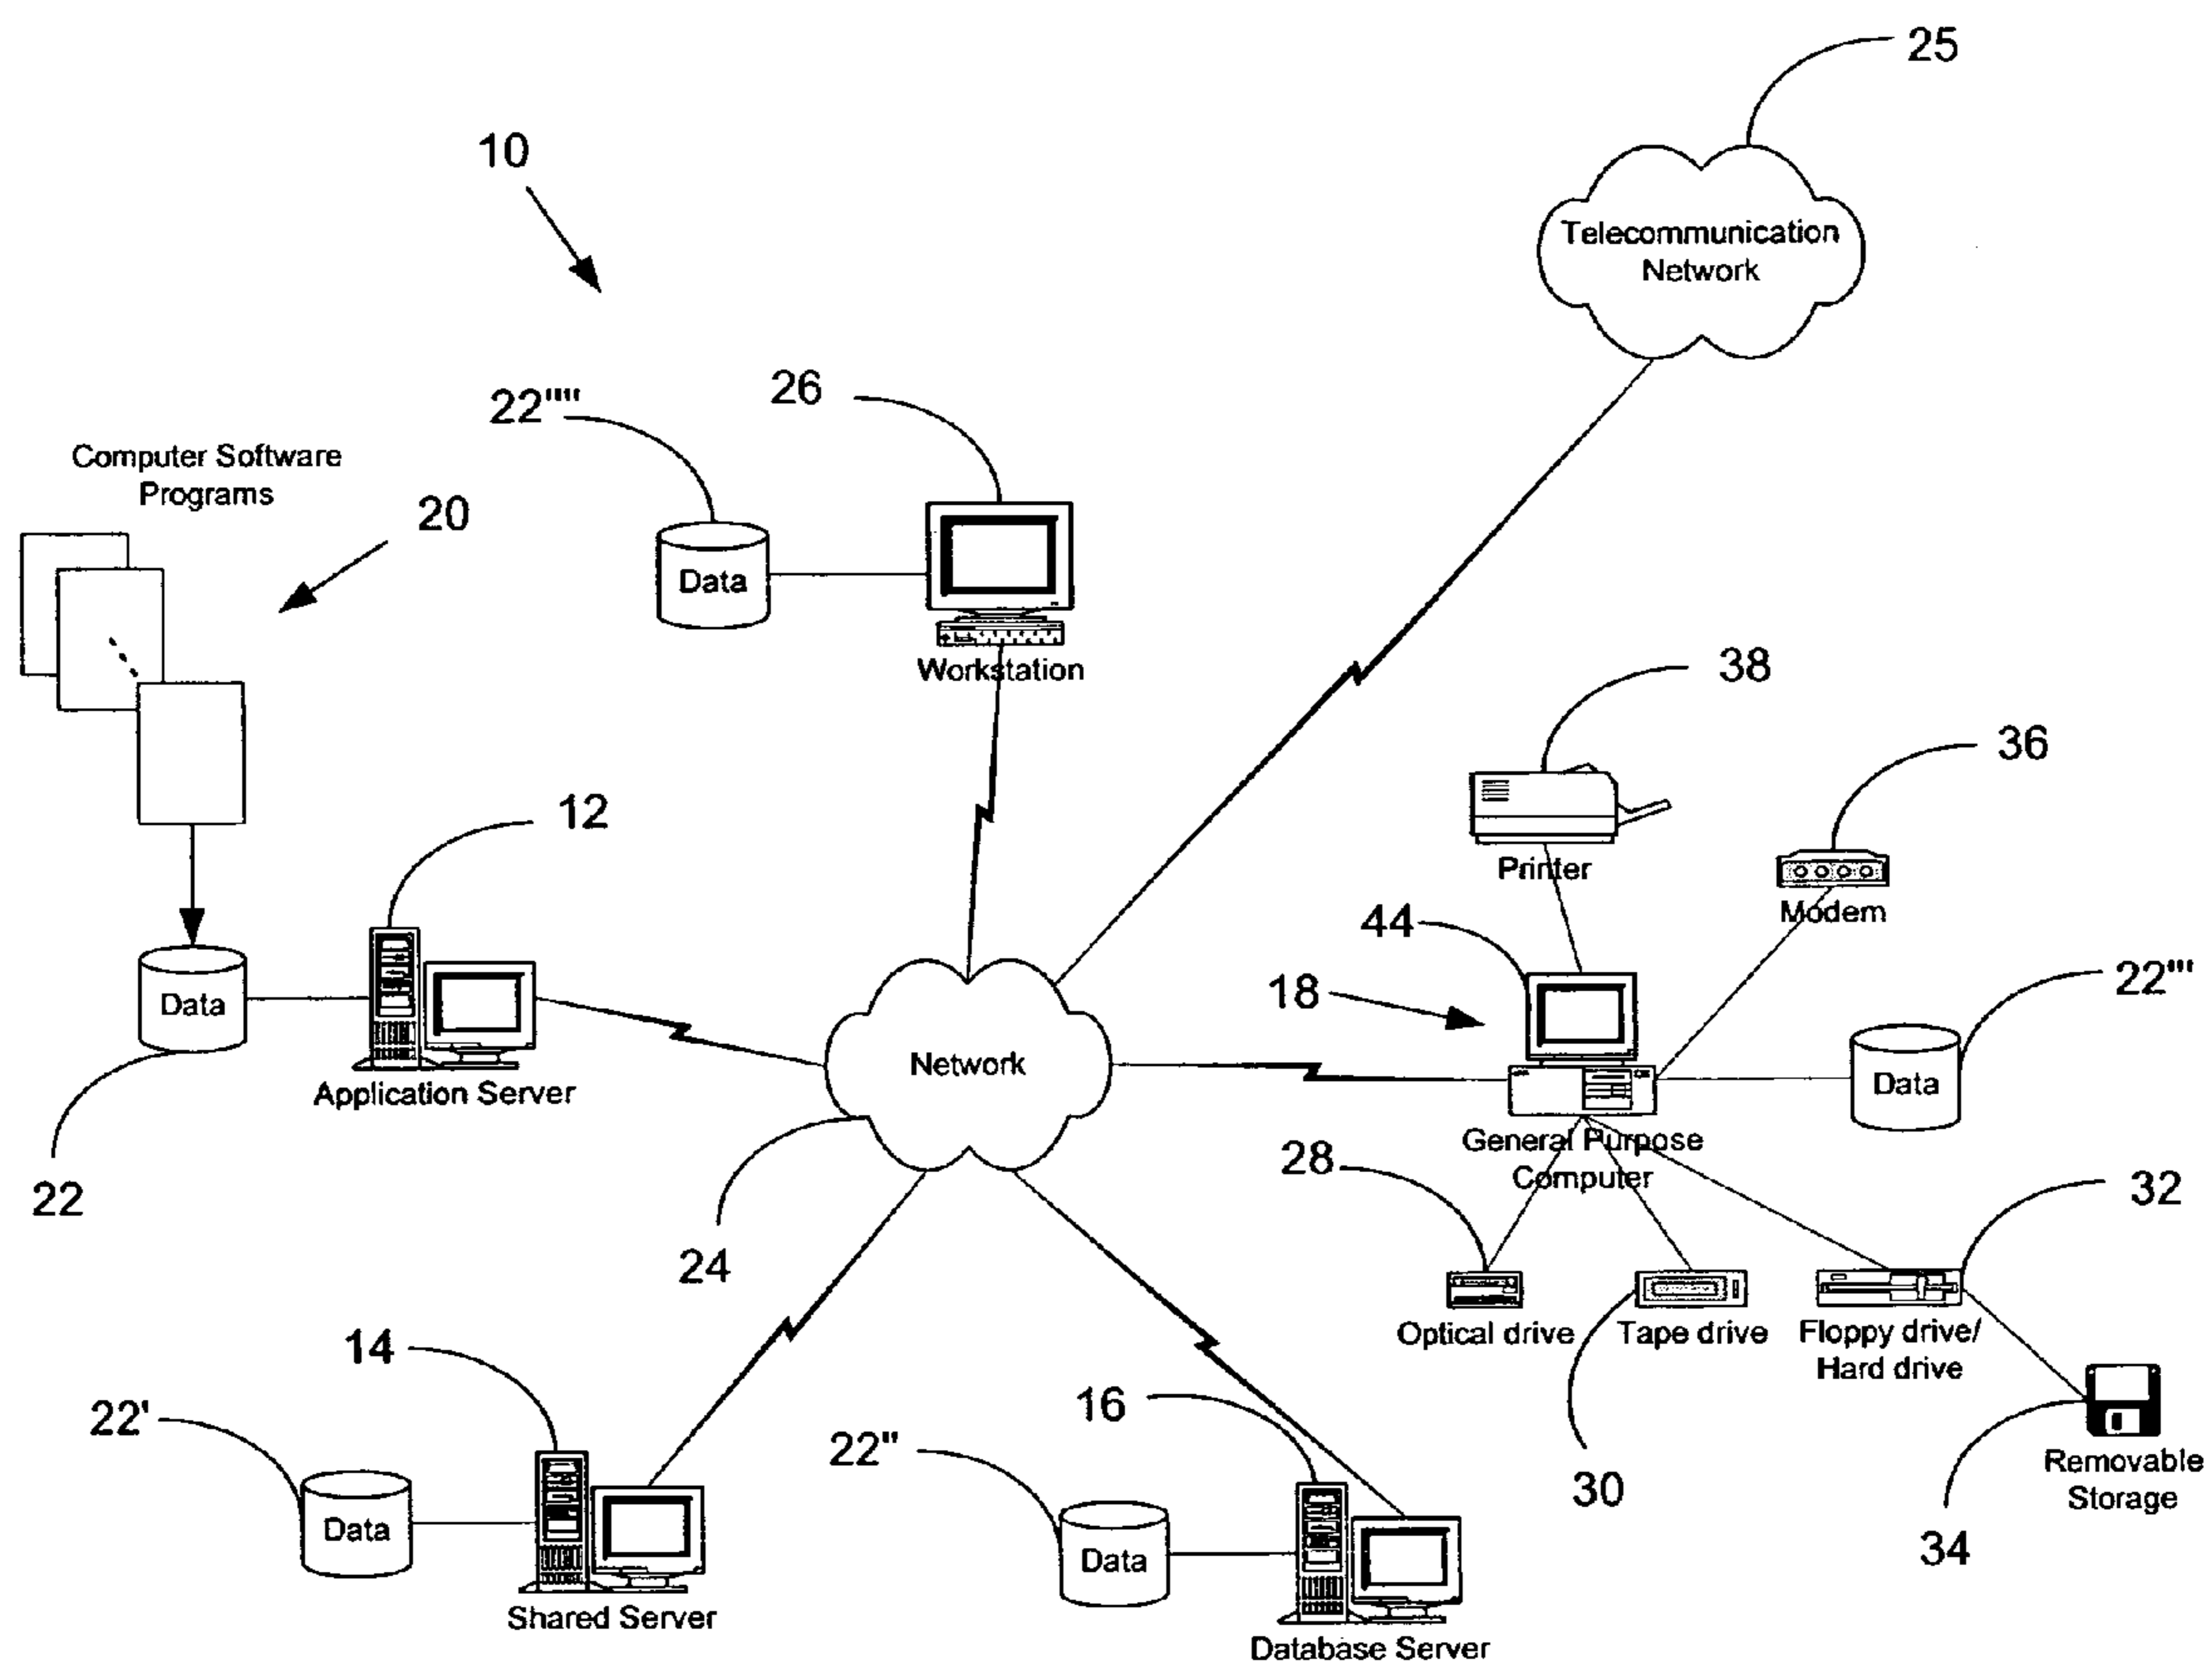 25
10
Telecommunication
Network
22""
26
Computer Software
Programs
20
Data
Workstation
38
36
12
Printer
Modem
44
18
22"'
Data
Network
Data
Application Server
General Purpose
Computer
28
32
22
24
Optical drive
Tape drive
Floppy drive/
Hard drive
14
16
22'
22"
30
Removable
Storage
34
Data
Data
Shared Server
Database Server